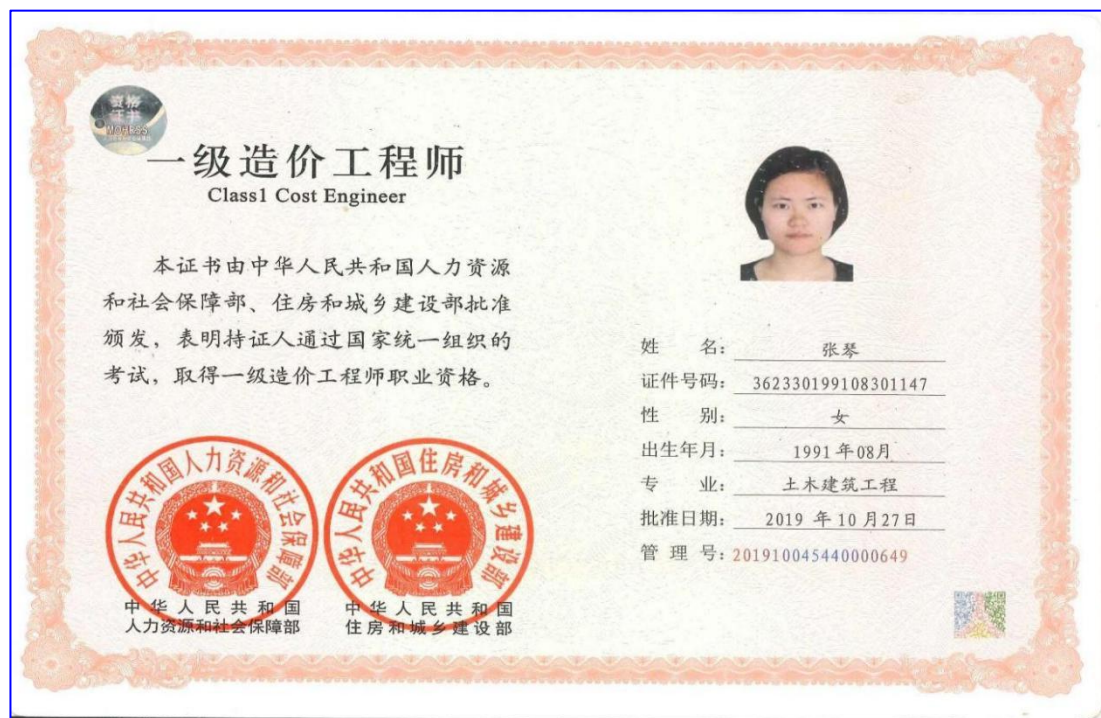 资格
证书
MOHRSS
一级造价工程师
Class1 Cost Engineer
本证书由中华人民共和国人力资源
和社会保障部、住房和城乡建设部批准
颁发，表明持证人通过国家统一组织的
考试，取得一级造价工程师职业资格。
中华人民共和国人力资源和社会保障部
中华人民共和国住房和城乡建设部
中华人民共和国
人力资源和社会保障部
中华人民共和国
住房和城乡建设部
姓 名： 张琴
证件号码： 362330199108301147
性 别： 女
出生年月： 1991年08月
专 业： 土木建筑工程
批准日期： 2019 年 10 月27日
管 理 号：201910045440000649